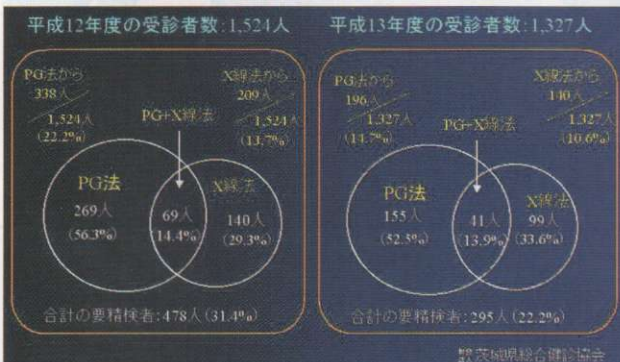 平成12年度の受診者数:1,524人
PG法から
338人
1,524人
(22.2%)
X線法から
209人
1,524人
(13.7%)
PG+X線法
PG法
269人
(56.3%)
69人
(14.4%)
X線法
140人
(29.3%)
合計の要精検者:478人(31.4%)
平成13年度の受診者数:1,327人
PG法から
196人
1,327人
(14.7%)
X線法から
140人
1,327人
(10.6%)
PG+X線法
PG法
155人
(52.5%)
41人
(13.9%)
X線法
99人
(33.6%)
合計の要精検者:295人(22.2%)
茨城県総合健診協会